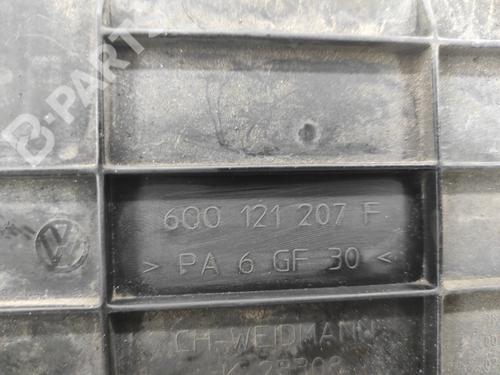 B-PARTS
6Q0 121 207 F
> PA 6 GF 30 <
CH-WEIDMANN